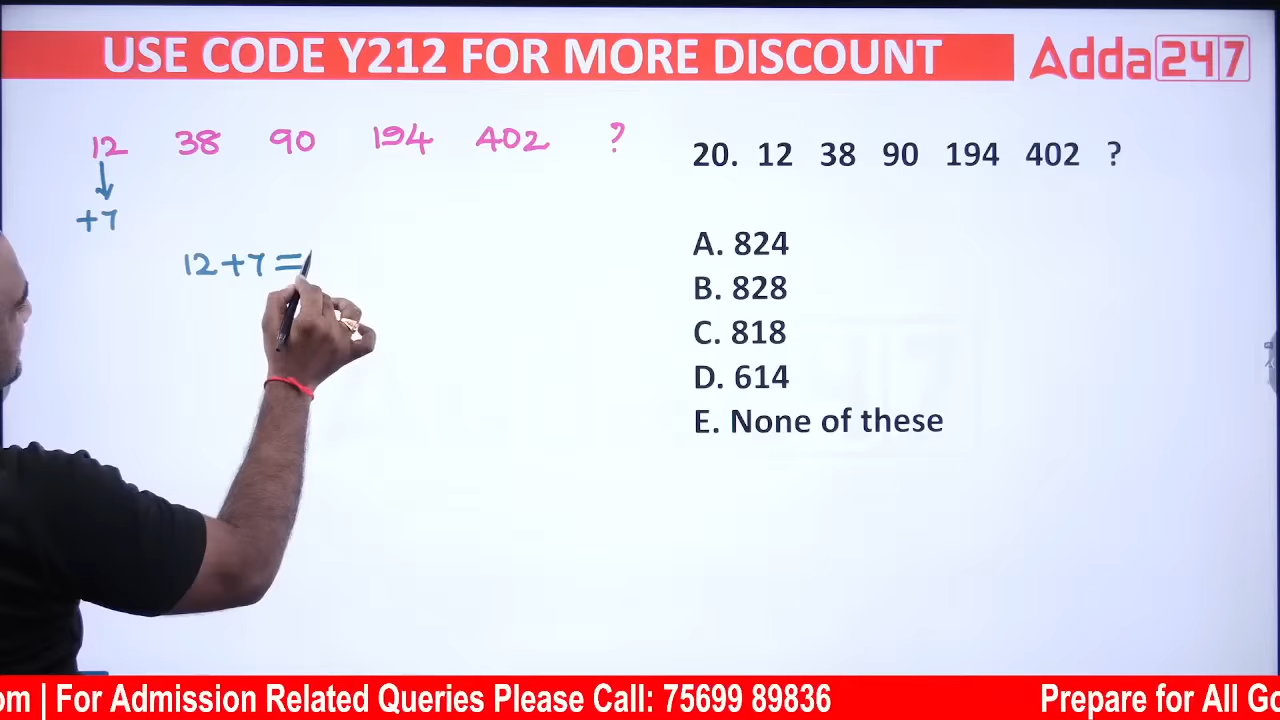 USE CODE Y212 FOR MORE DISCOUNT
Adda247
12 38 90 194 402 ?
+7
12+7=
20. 12 38 90 194 402 ?
A. 824
B. 828
C. 818
D. 614
E. None of these
om | For Admission Related Queries Please Call: 75699 89836 Prepare for All Go